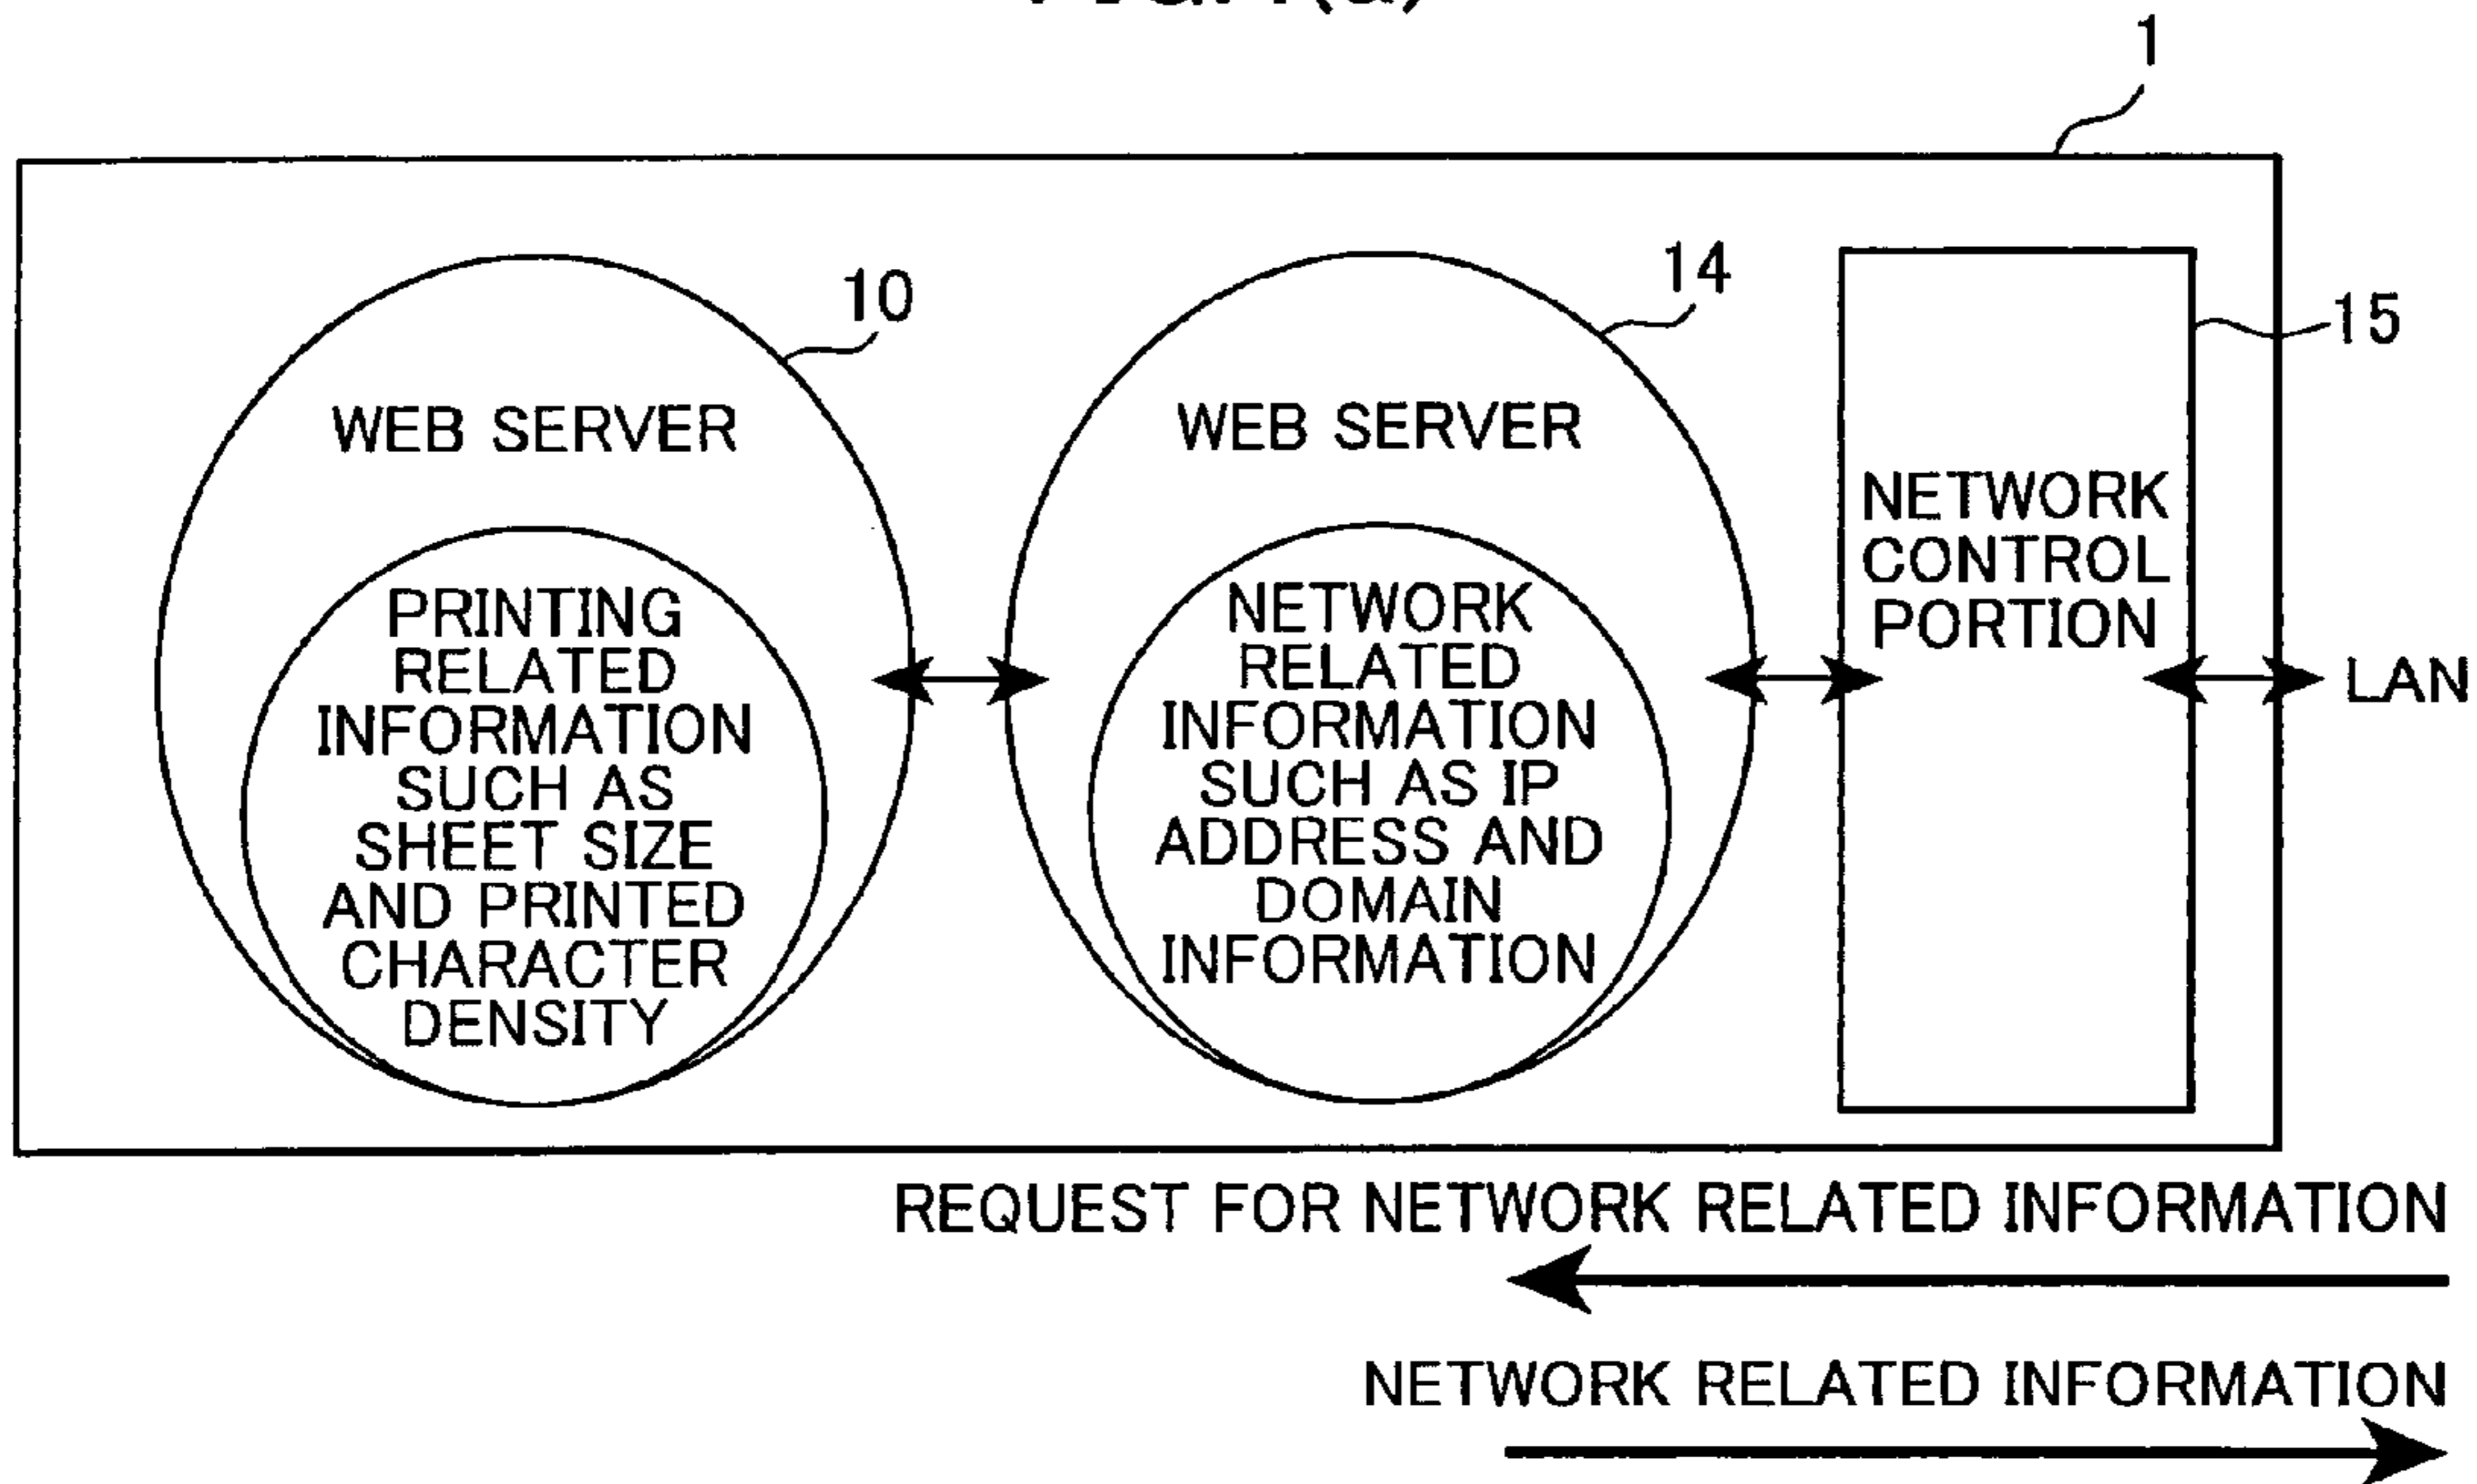 1
10
14
15
WEB SERVER
PRINTING
RELATED
INFORMATION
SUCH AS
SHEET SIZE
AND PRINTED
CHARACTER
DENSITY
WEB SERVER
NETWORK
RELATED
INFORMATION
SUCH AS IP
ADDRESS AND
DOMAIN
INFORMATION
NETWORK
CONTROL
PORTION
LAN
REQUEST FOR NETWORK RELATED INFORMATION
NETWORK RELATED INFORMATION